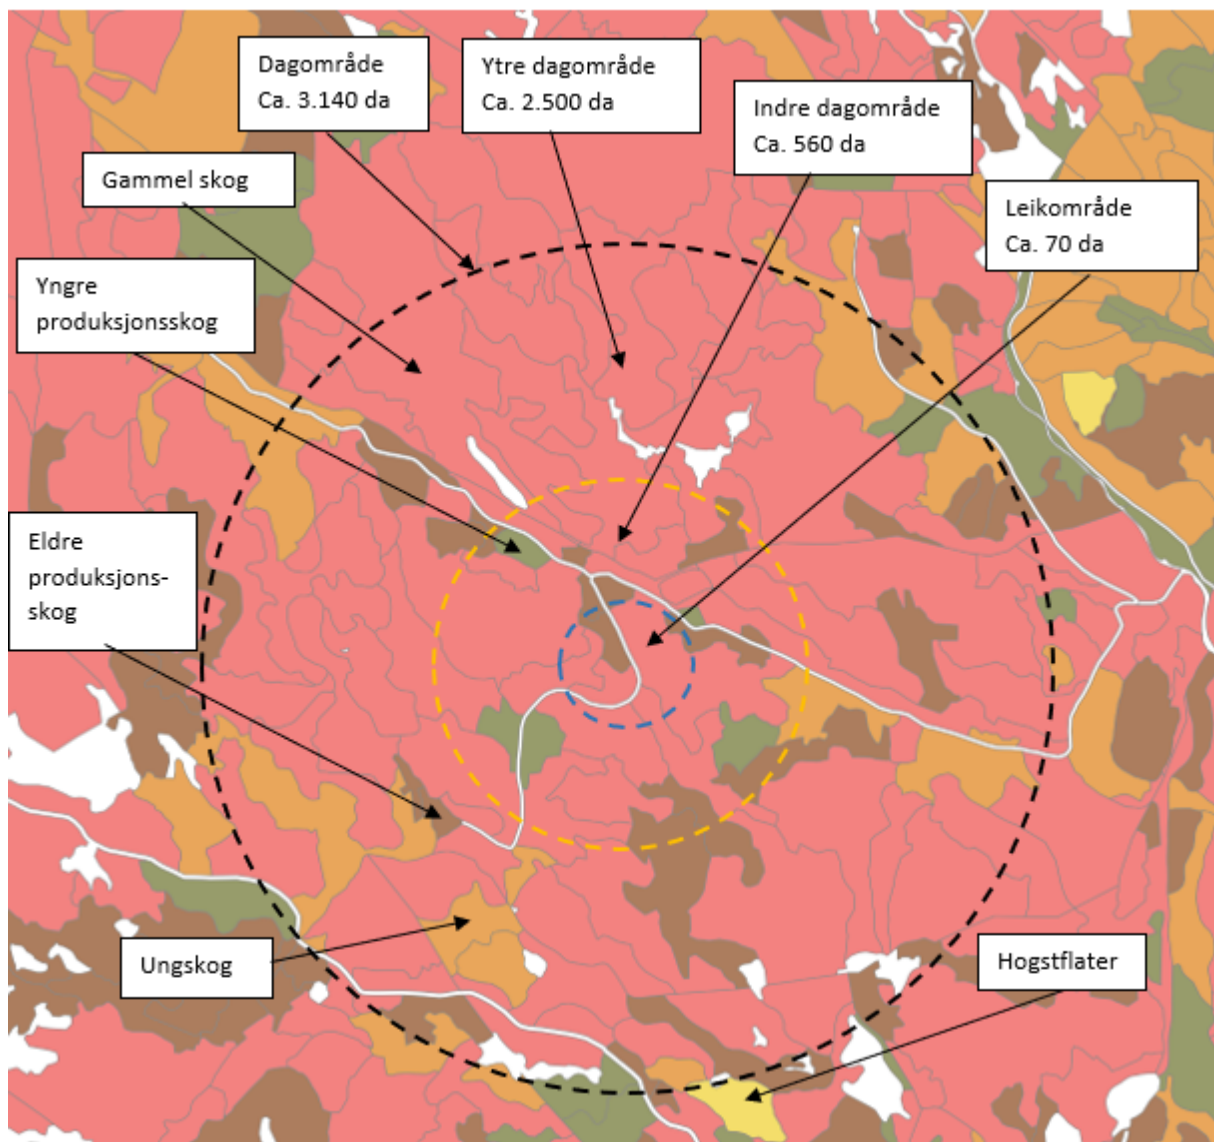 Dagområde
Ca. 3.140 da
Ytre dagområde
Ca. 2.500 da
Indre dagområde
Ca. 560 da
Gammel skog
Leikområde
Ca. 70 da
Yngre
produksjonsskog
Eldre
produksjons-
skog
Ungskog
Hogstflater